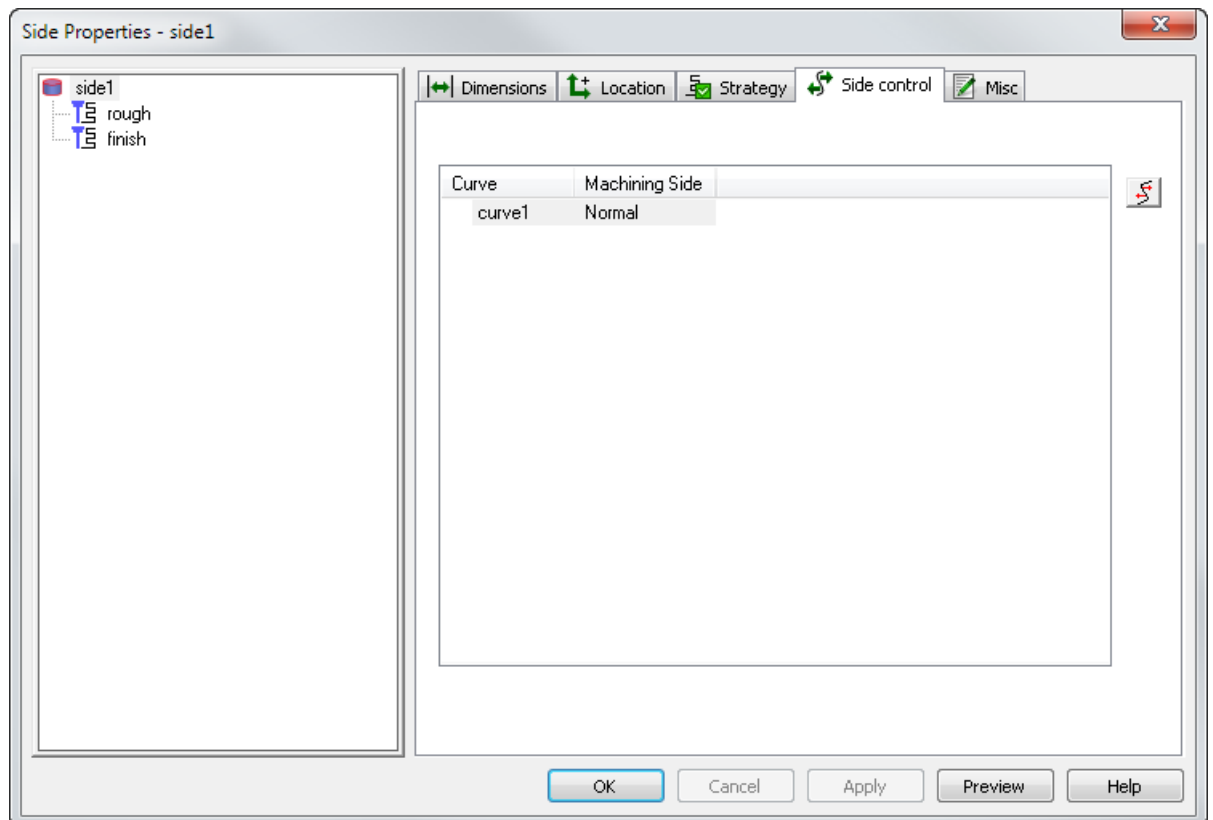 Side Properties - side1
side1
rough
finish
Dimensions Location Strategy Side control Misc
Curve Machining Side
curve1 Normal
OK Cancel Apply Preview Help